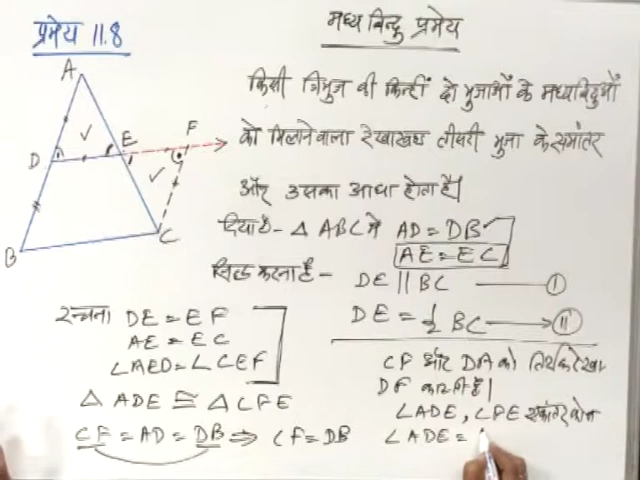 प्रमेय 11.8
मध्य बिन्दु प्रमेय
किसी त्रिभुज की किन्हीं दो भुजाओं के मध्यबिंदुओं
को मिलाने वाला रेखाखण्ड तीसरी भुजा के समांतर
और उसका आधा होता है।
A
D
E
F
B
C
दिया है- △ ABC में AD = DB
AE = EC
सिद्ध करना है - DE || BC I
DE = 1/2 BC II
रचना DE = EF
AE = EC
∠AED = ∠CEF
△ ADE ≅ △ CFE
CF = AD = DB ⇒ CF = DB
CF और DA को तिर्यक रेखा
DF काटती है।
∠ADE, ∠CFE एकांतर कोण
∠ADE =